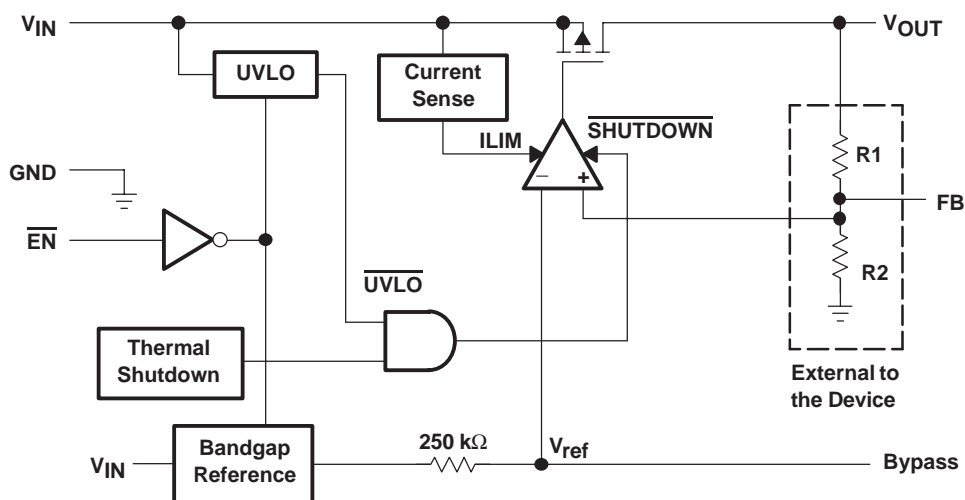 VIN
VOUT
UVLO
Current
Sense
SHUTDOWN
ILIM
R1
GND
− +
FB
EN
R2
UVLO
Thermal
Shutdown
External to
the Device
250 kΩ
Vref
Bandgap
Reference
VIN
Bypass